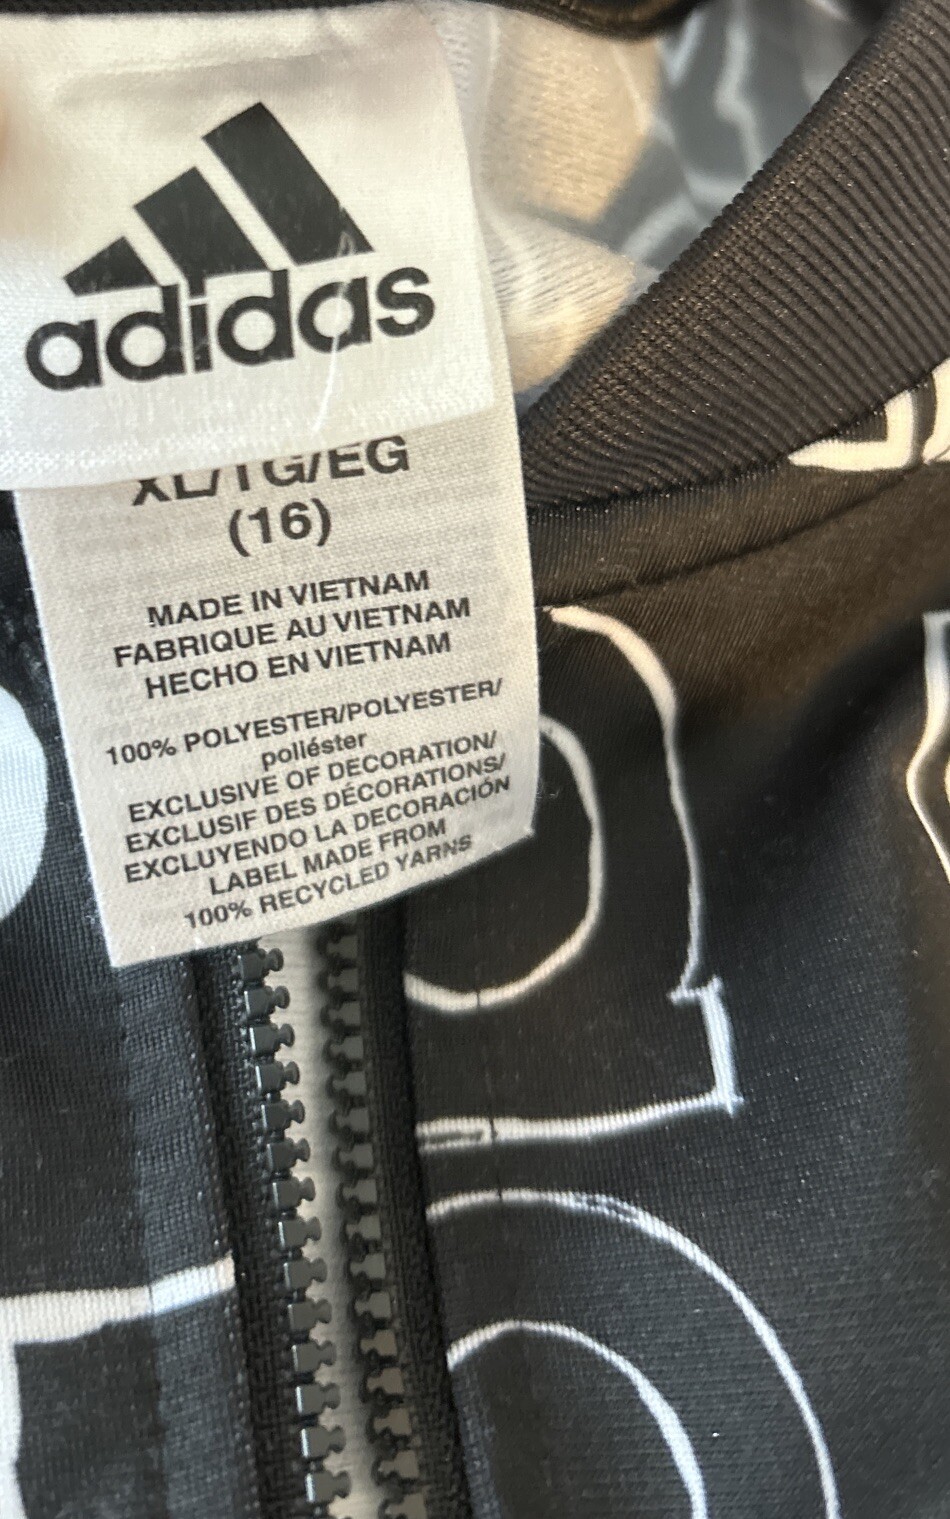 adidas
XL/TG/EG
(16)
MADE IN VIETNAM
FABRIQUE AU VIETNAM
HECHO EN VIETNAM
100% POLYESTER/POLYESTER/
poliéster
EXCLUSIVE OF DECORATION/
EXCLUSIF DES DÉCORATIONS/
EXCLUYENDO LA DECORACIÓN
LABEL MADE FROM
100% RECYCLED YARNS